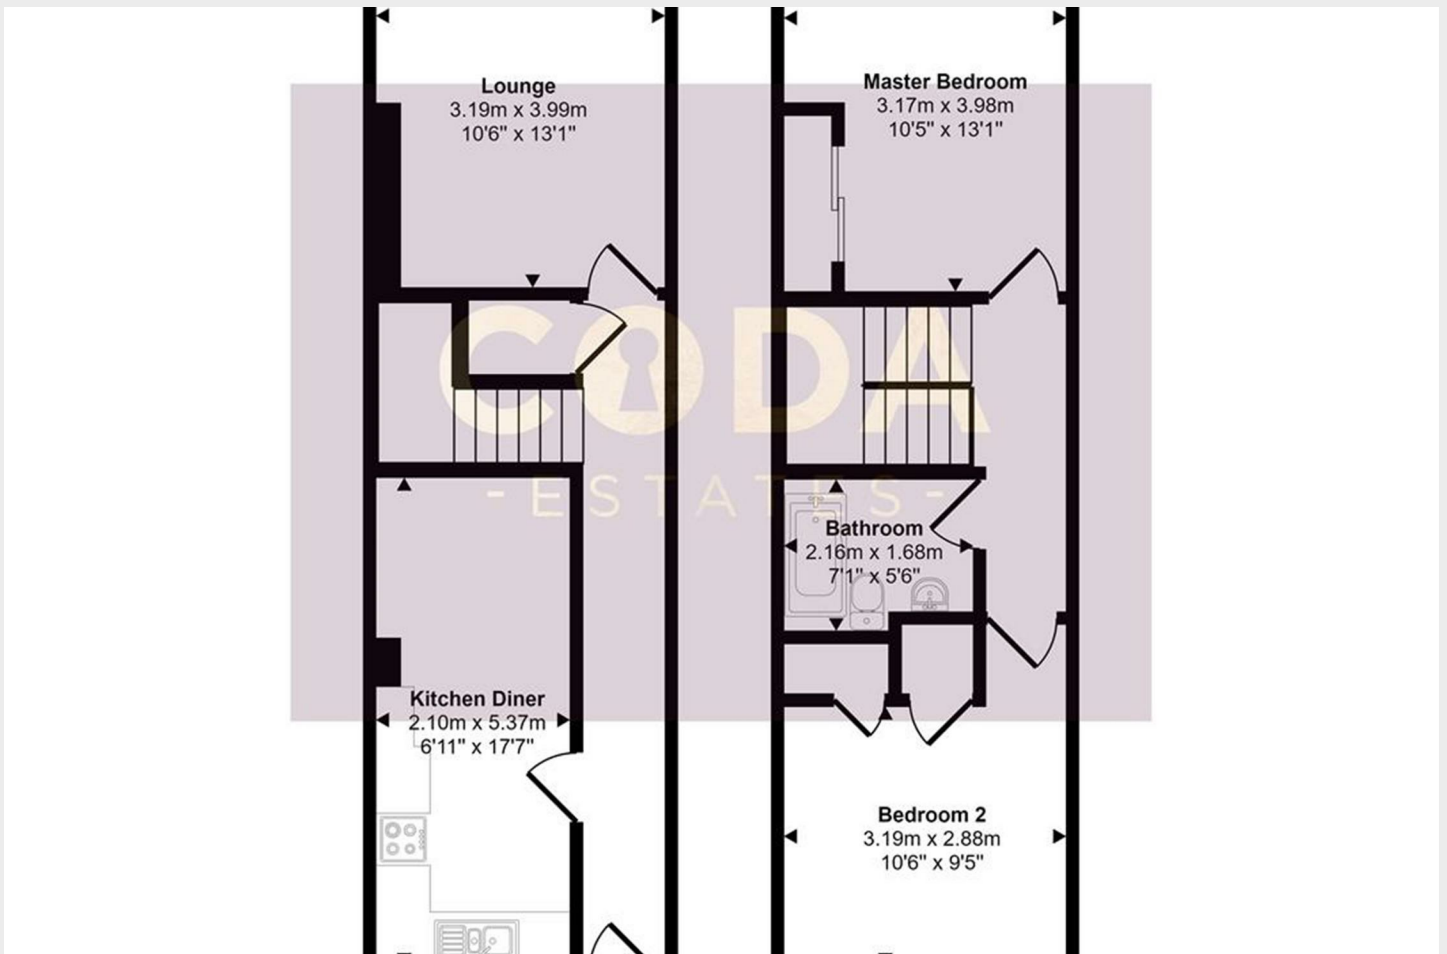 Lounge
3.19m x 3.99m
10'6" x 13'1"
Master Bedroom
3.17m x 3.98m
10'5" x 13'1"
CODA
-ESTATES-
Bathroom
2.16m x 1.68m
7'1" x 5'6"
Kitchen Diner
2.10m x 5.37m
6'11" x 17'7"
Bedroom 2
3.19m x 2.88m
10'6" x 9'5"